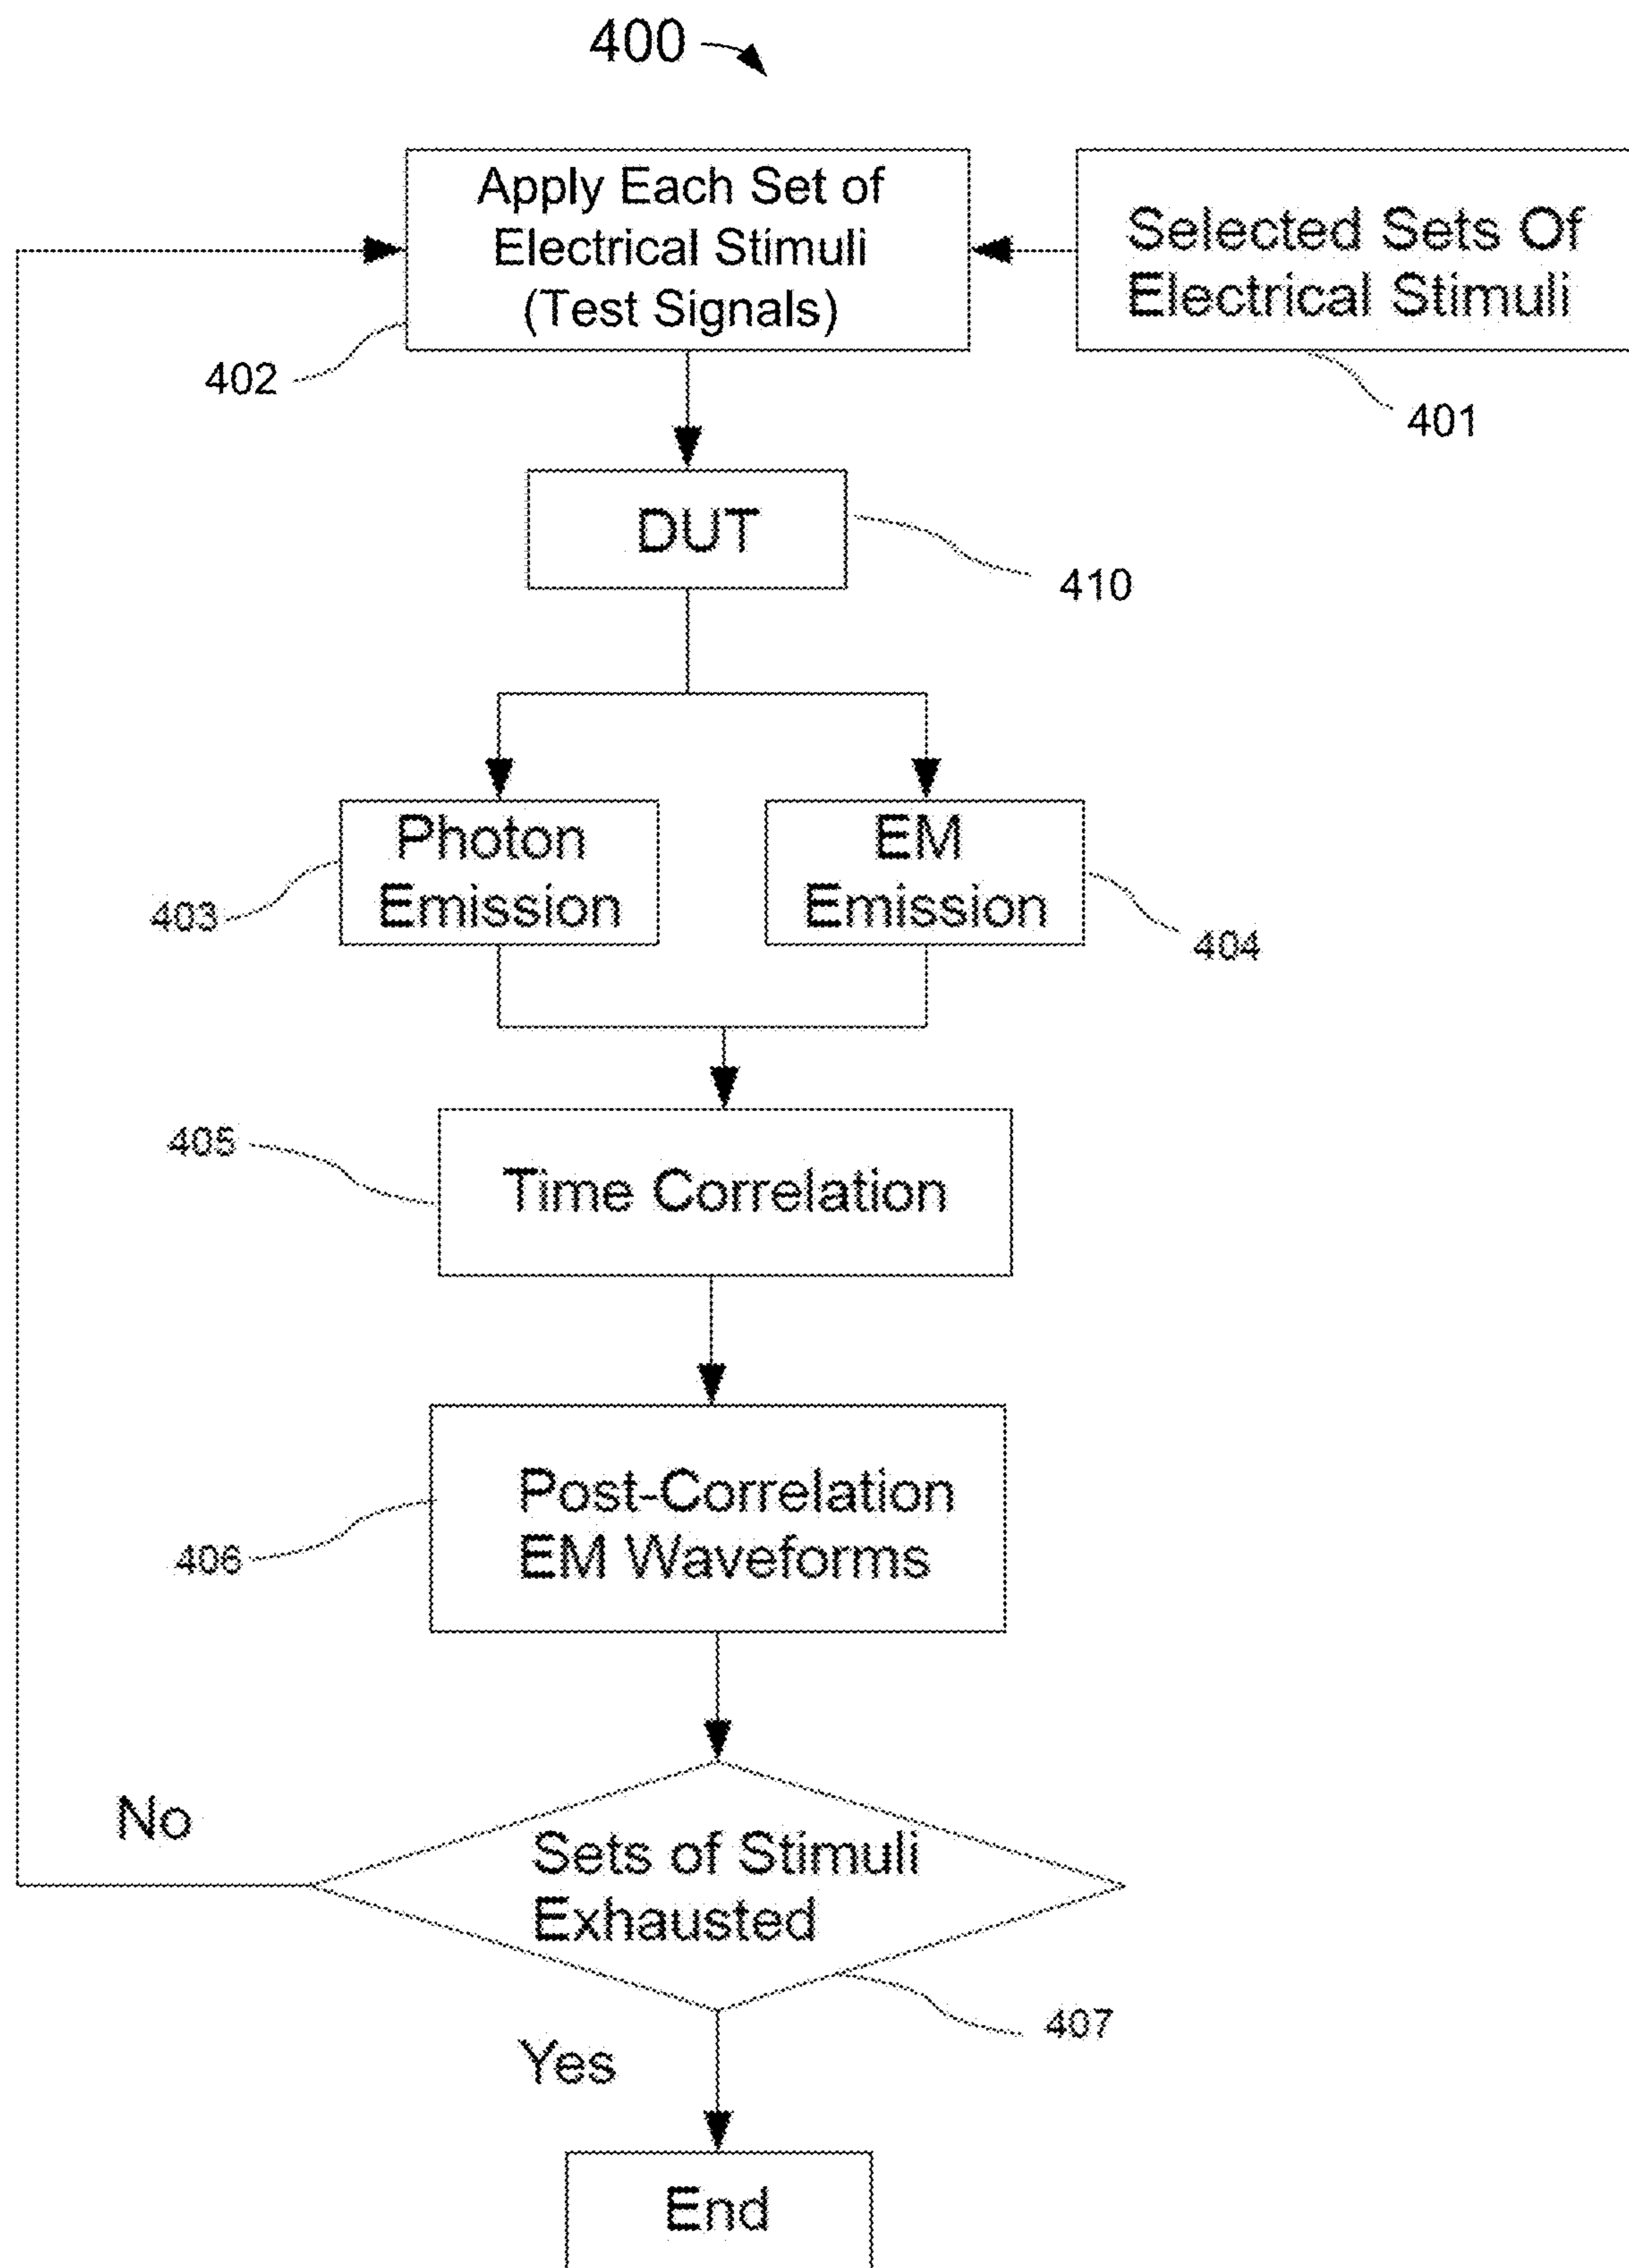 400
Apply Each Set of
Electrical Stimuli
(Test Signals)
Selected Sets Of
Electrical Stimuli
402
401
DUT
410
Photon
Emission
EM
Emission
403
404
405
Time Correlation
Post-Correlation
EM Waveforms
406
No
Sets of Stimuli
Exhausted
407
Yes
End